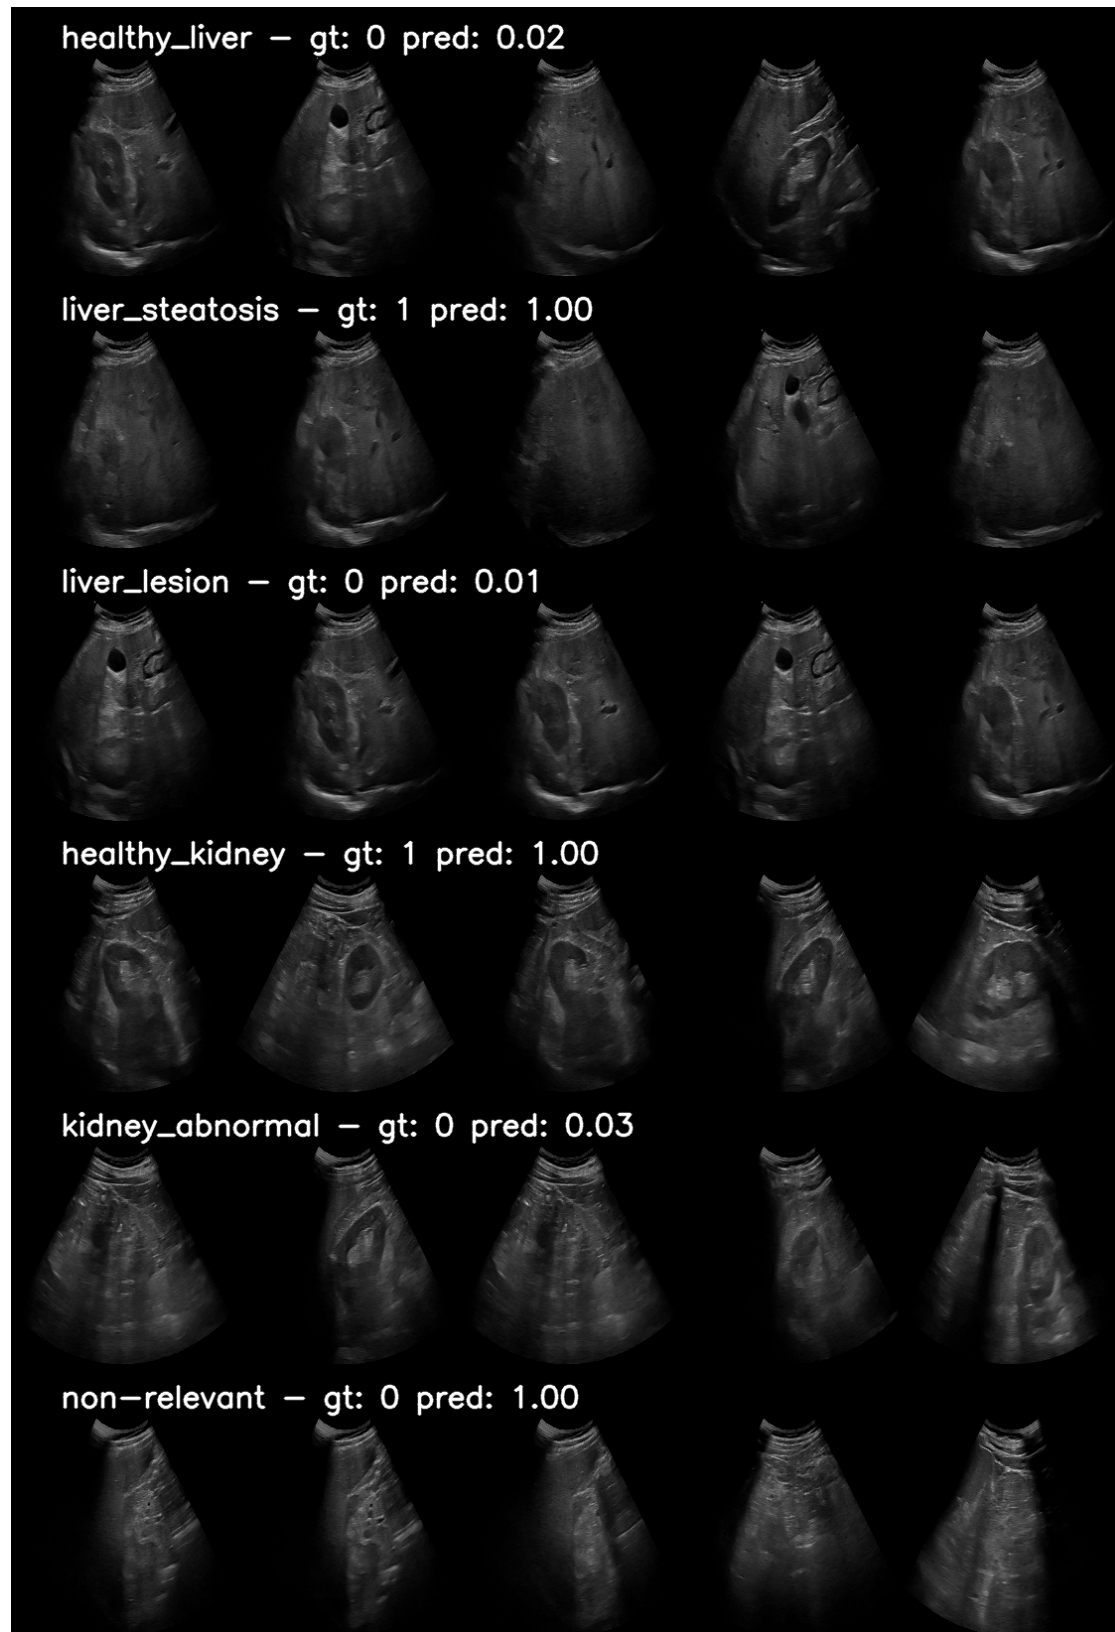 healthy_liver – gt: 0 pred: 0.02
liver_steatosis – gt: 1 pred: 1.00
liver_lesion – gt: 0 pred: 0.01
healthy_kidney – gt: 1 pred: 1.00
kidney_abnormal – gt: 0 pred: 0.03
non-relevant – gt: 0 pred: 1.00